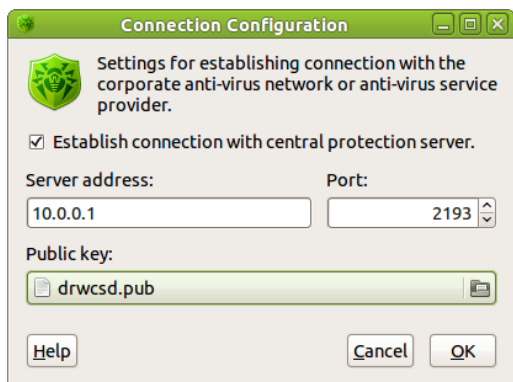 Connection Configuration
Settings for establishing connection with the
corporate anti-virus network or anti-virus service
provider.
Establish connection with central protection server.
Server address:
Port:
10.0.0.1
2193
Public key:
drwcsd.pub
Help
Cancel
OK